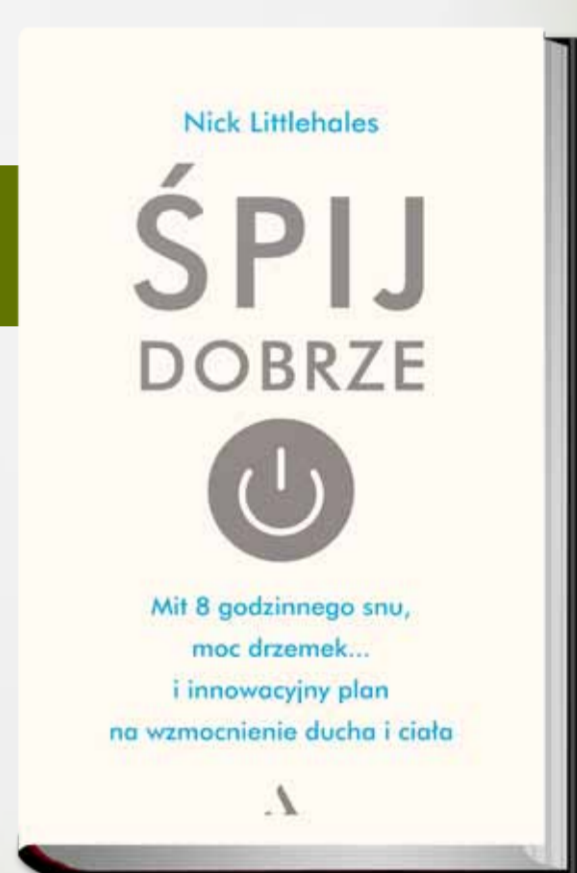 Nick Littlehales
ŚPIJ
DOBRZE
Mit 8 godzinnego snu,
moc drzemek...
i innowacyjny plan
na wzmocnienie ducha i ciała